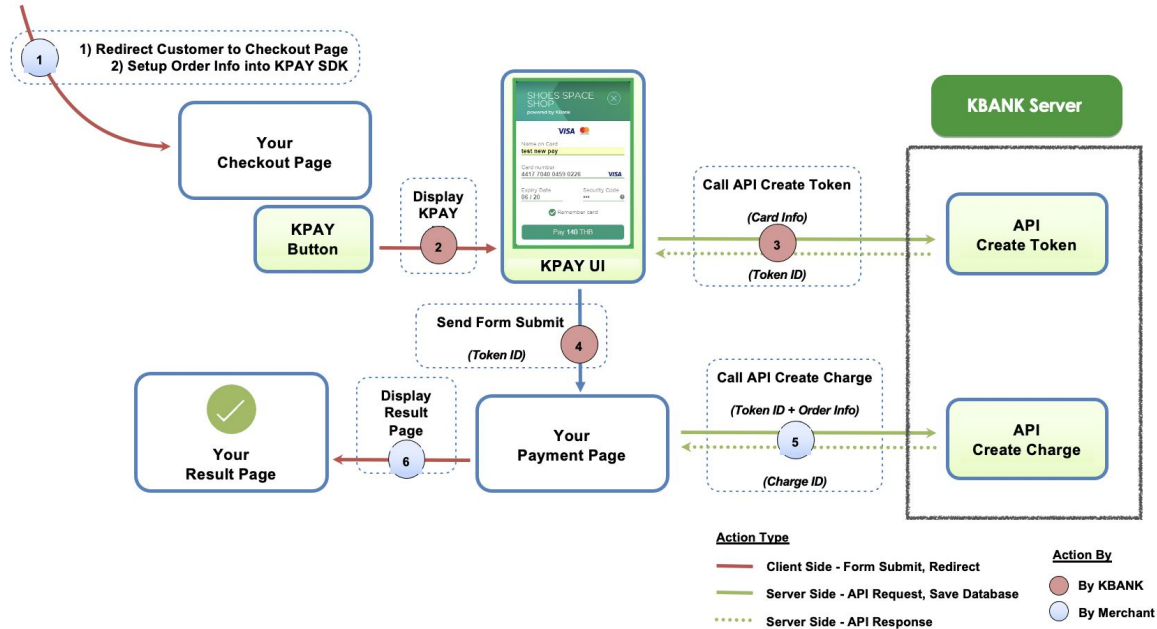 1
1) Redirect Customer to Checkout Page
2) Setup Order Info into KPAY SDK
Your
Checkout Page
KPAY
Button
Display
KPAY
2
SHOES SPACE
SHOP
powered by KBank
VISA
Name on Card
test new pay
Card number
4417 7040 0459 0226
VISA
Expiry Date
Security Code
06 / 20
•••
Remember card
Pay 140 THB
KPAY UI
Call API Create Token
(Card Info)
3
(Token ID)
KBANK Server
API
Create Token
Send Form Submit
(Token ID)
4
Your
Result Page
Display
Result
Page
6
Your
Payment Page
Call API Create Charge
(Token ID + Order Info)
5
(Charge ID)
API
Create Charge
Action Type
Client Side - Form Submit, Redirect
Server Side - API Request, Save Database
Server Side - API Response
Action By
By KBANK
By Merchant